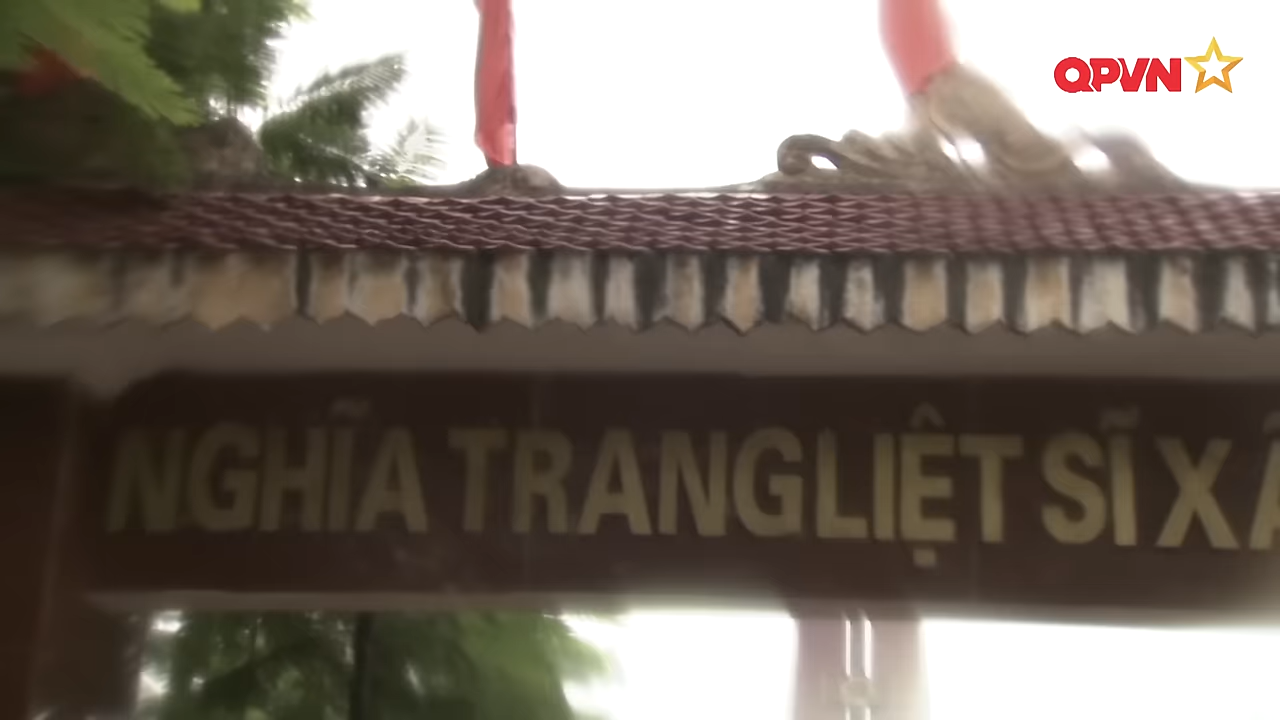 QPVN
NGHĨA TRANG LIỆT SĨ XÃ